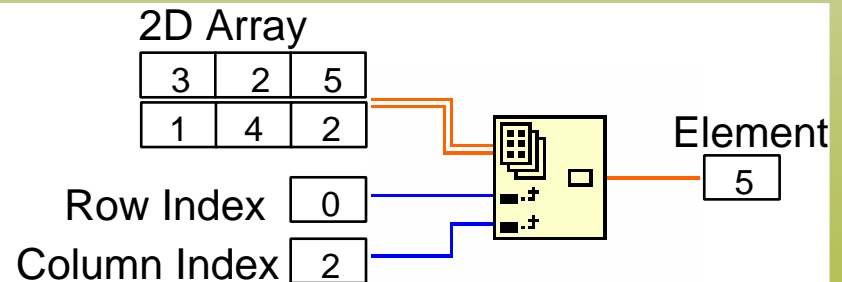 2D Array
3 2 5
1 4 2
Element
5
Row Index 0
Column Index 2